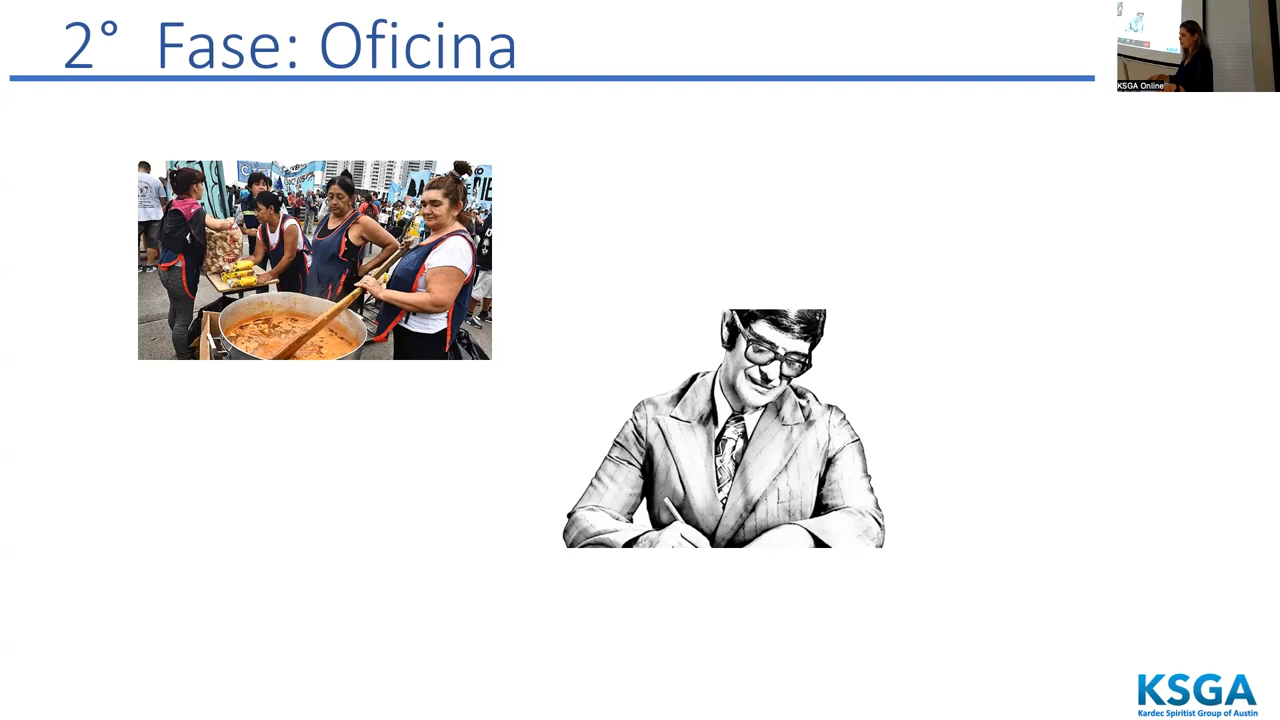 2° Fase: Oficina
KSGA Online
KSGA
Kardec Spiritist Group of Austin